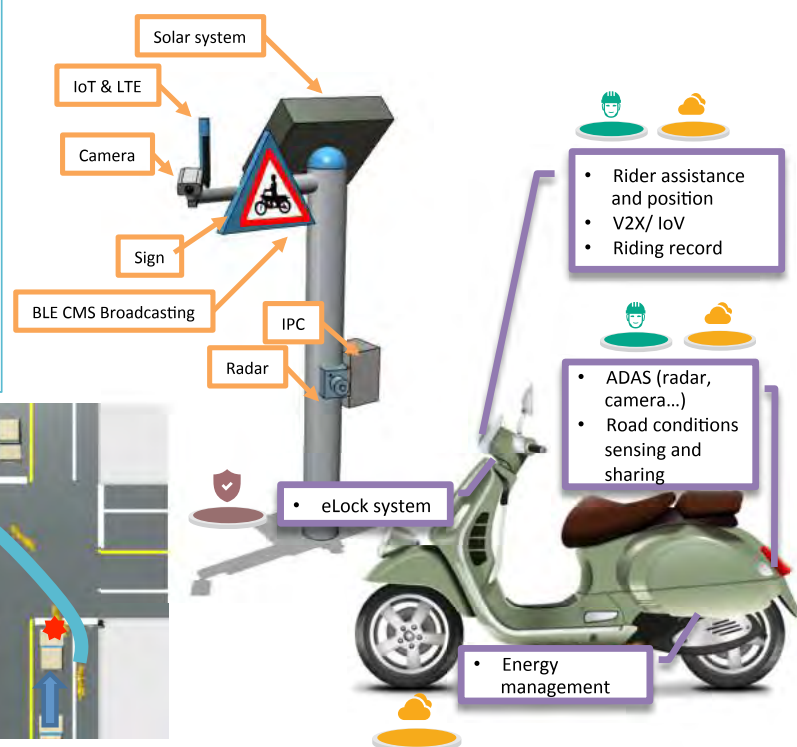 Solar system
IoT & LTE
Camera
Sign
BLE CMS Broadcasting
IPC
Radar
• Rider assistance
and position
• V2X/ IoV
• Riding record
• ADAS (radar,
camera...)
• Road conditions
sensing and
sharing
• eLock system
• Energy
management